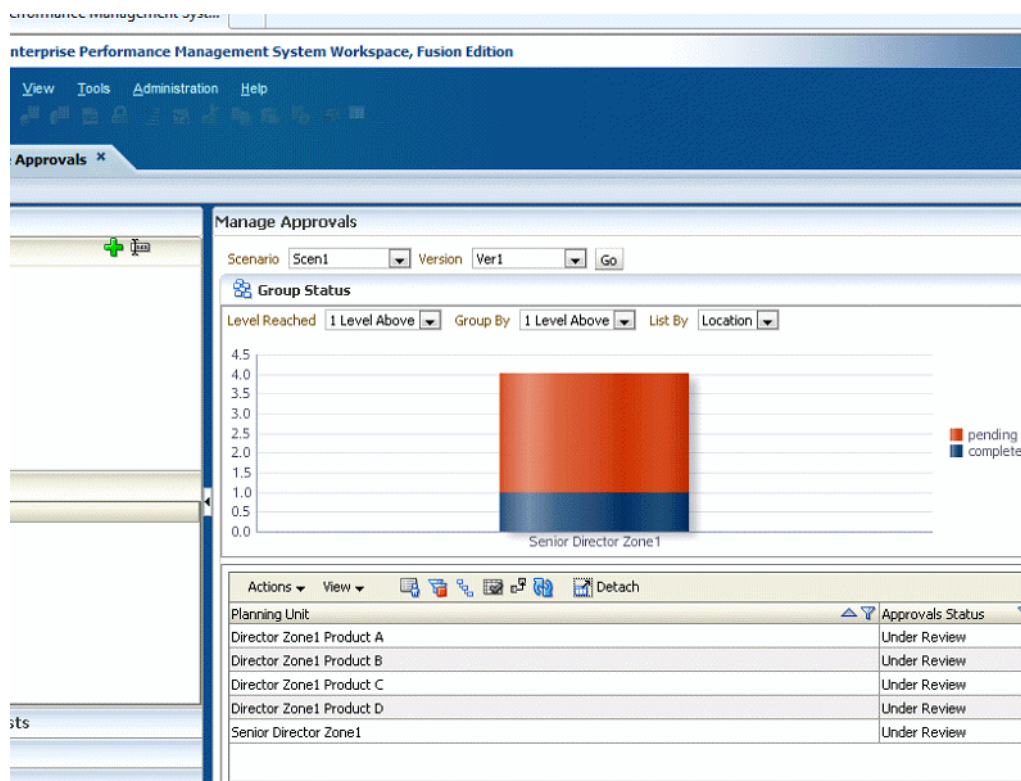 erformance Management Syst...
nterprise Performance Management System Workspace, Fusion Edition
View Tools Administration Help
Approvals ×
Manage Approvals
Scenario Scen1 Version Ver1 Go
Group Status
Level Reached 1 Level Above Group By 1 Level Above List By Location
4.5
4.0
3.5
3.0
2.5
2.0
1.5
1.0
0.5
0.0
pending
complete
Senior Director Zone1
Actions View Detach
Planning Unit Approvals Status
Director Zone1 Product A Under Review
Director Zone1 Product B Under Review
Director Zone1 Product C Under Review
Director Zone1 Product D Under Review
Senior Director Zone1 Under Review
sts